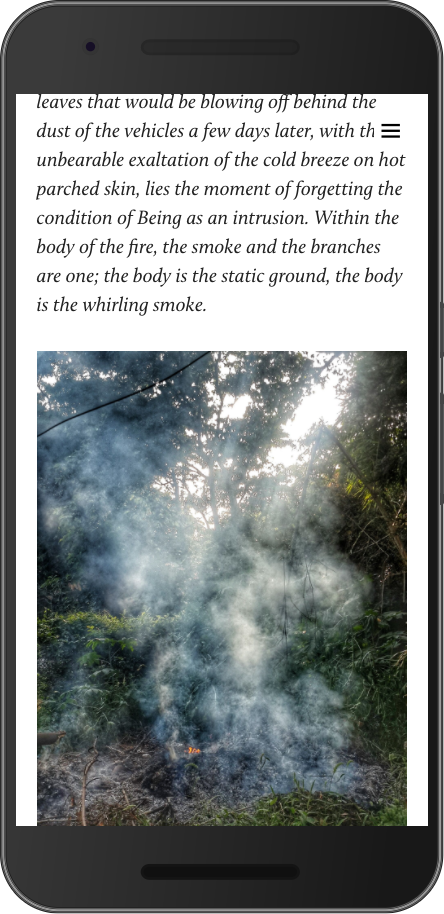 leaves that would be blowing off behind the
dust of the vehicles a few days later, with th
unbearable exaltation of the cold breeze on hot
parched skin, lies the moment of forgetting the
condition of Being as an intrusion. Within the
body of the fire, the smoke and the branches
are one; the body is the static ground, the body
is the whirling smoke.